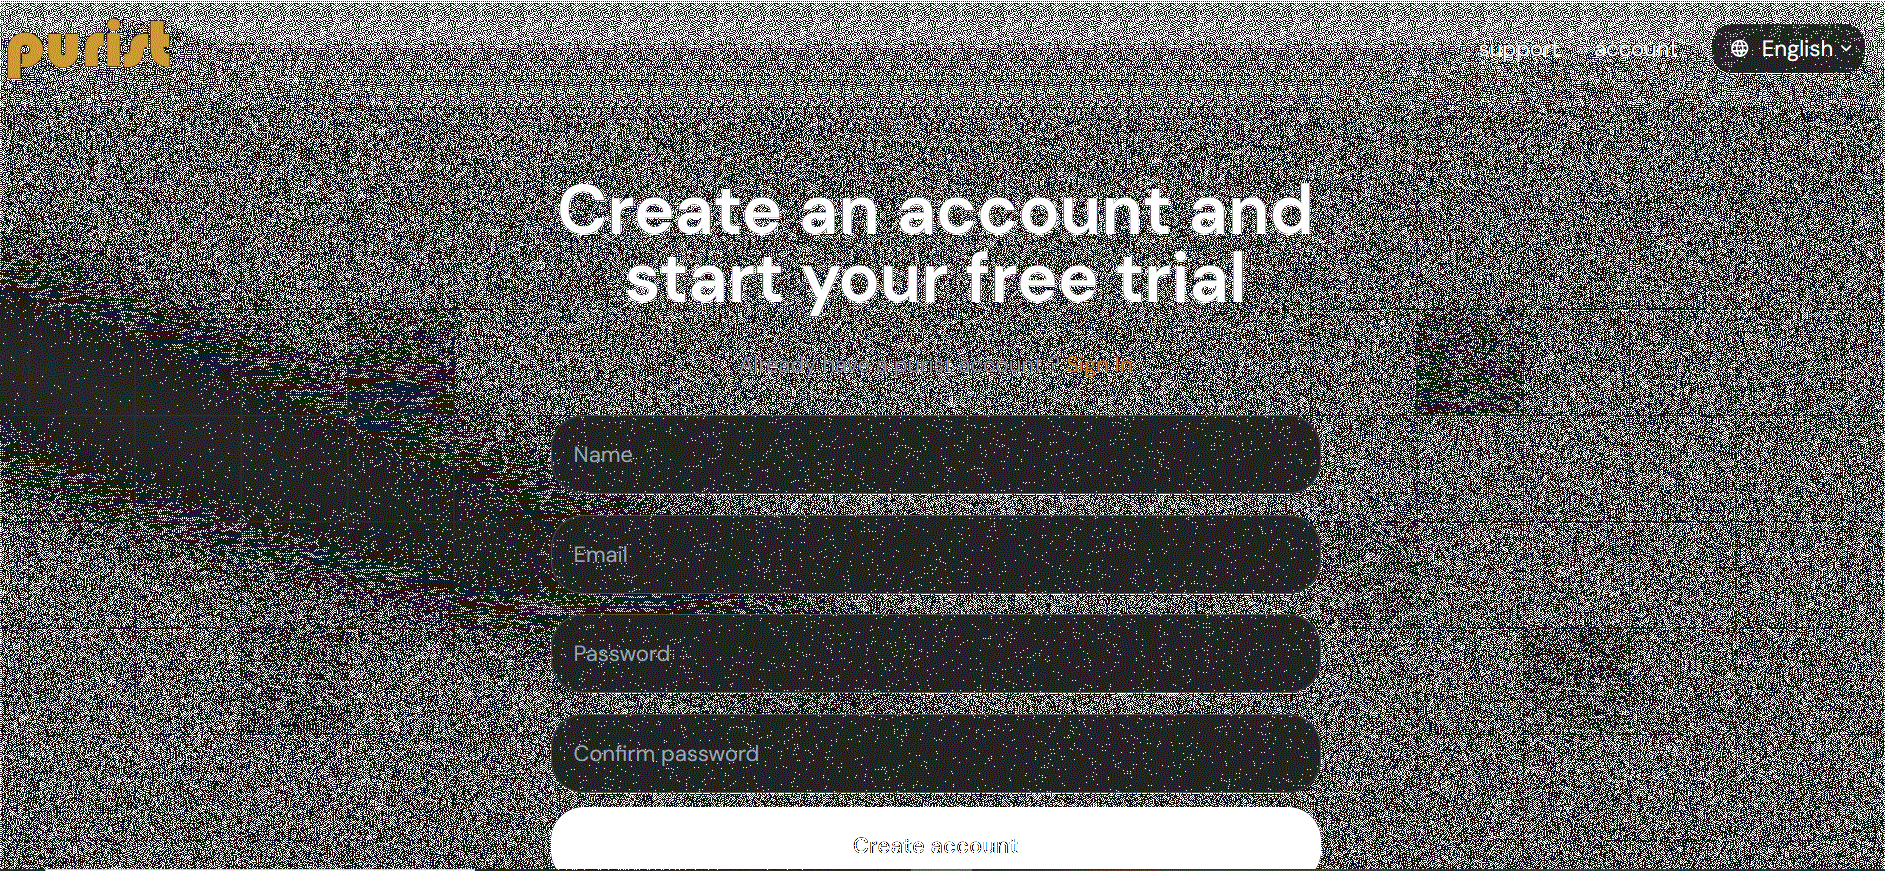 purist
support
account
English
Create an account and
start your free trial
Already have a purist account? Sign in
Name
Email
Password
Confirm password
Create account